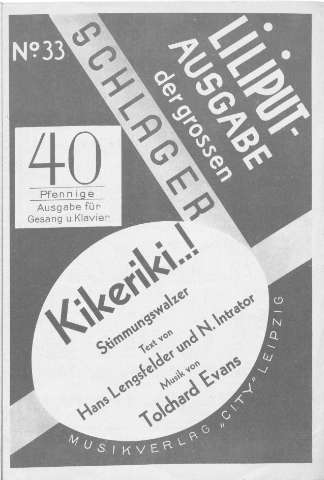 No. 33
SCHLAGER
LILIPUT-
AUSGABE
der grossen
40
Pfennige
Ausgabe für
Gesang u. Klavier
Kikeriki..!
Stimmungswalzer
Text von
Hans Lengsfelder und N. Intrator
Musik von
Tolchard Evans
MUSIKVERLAG „CITY“ LEIPZIG